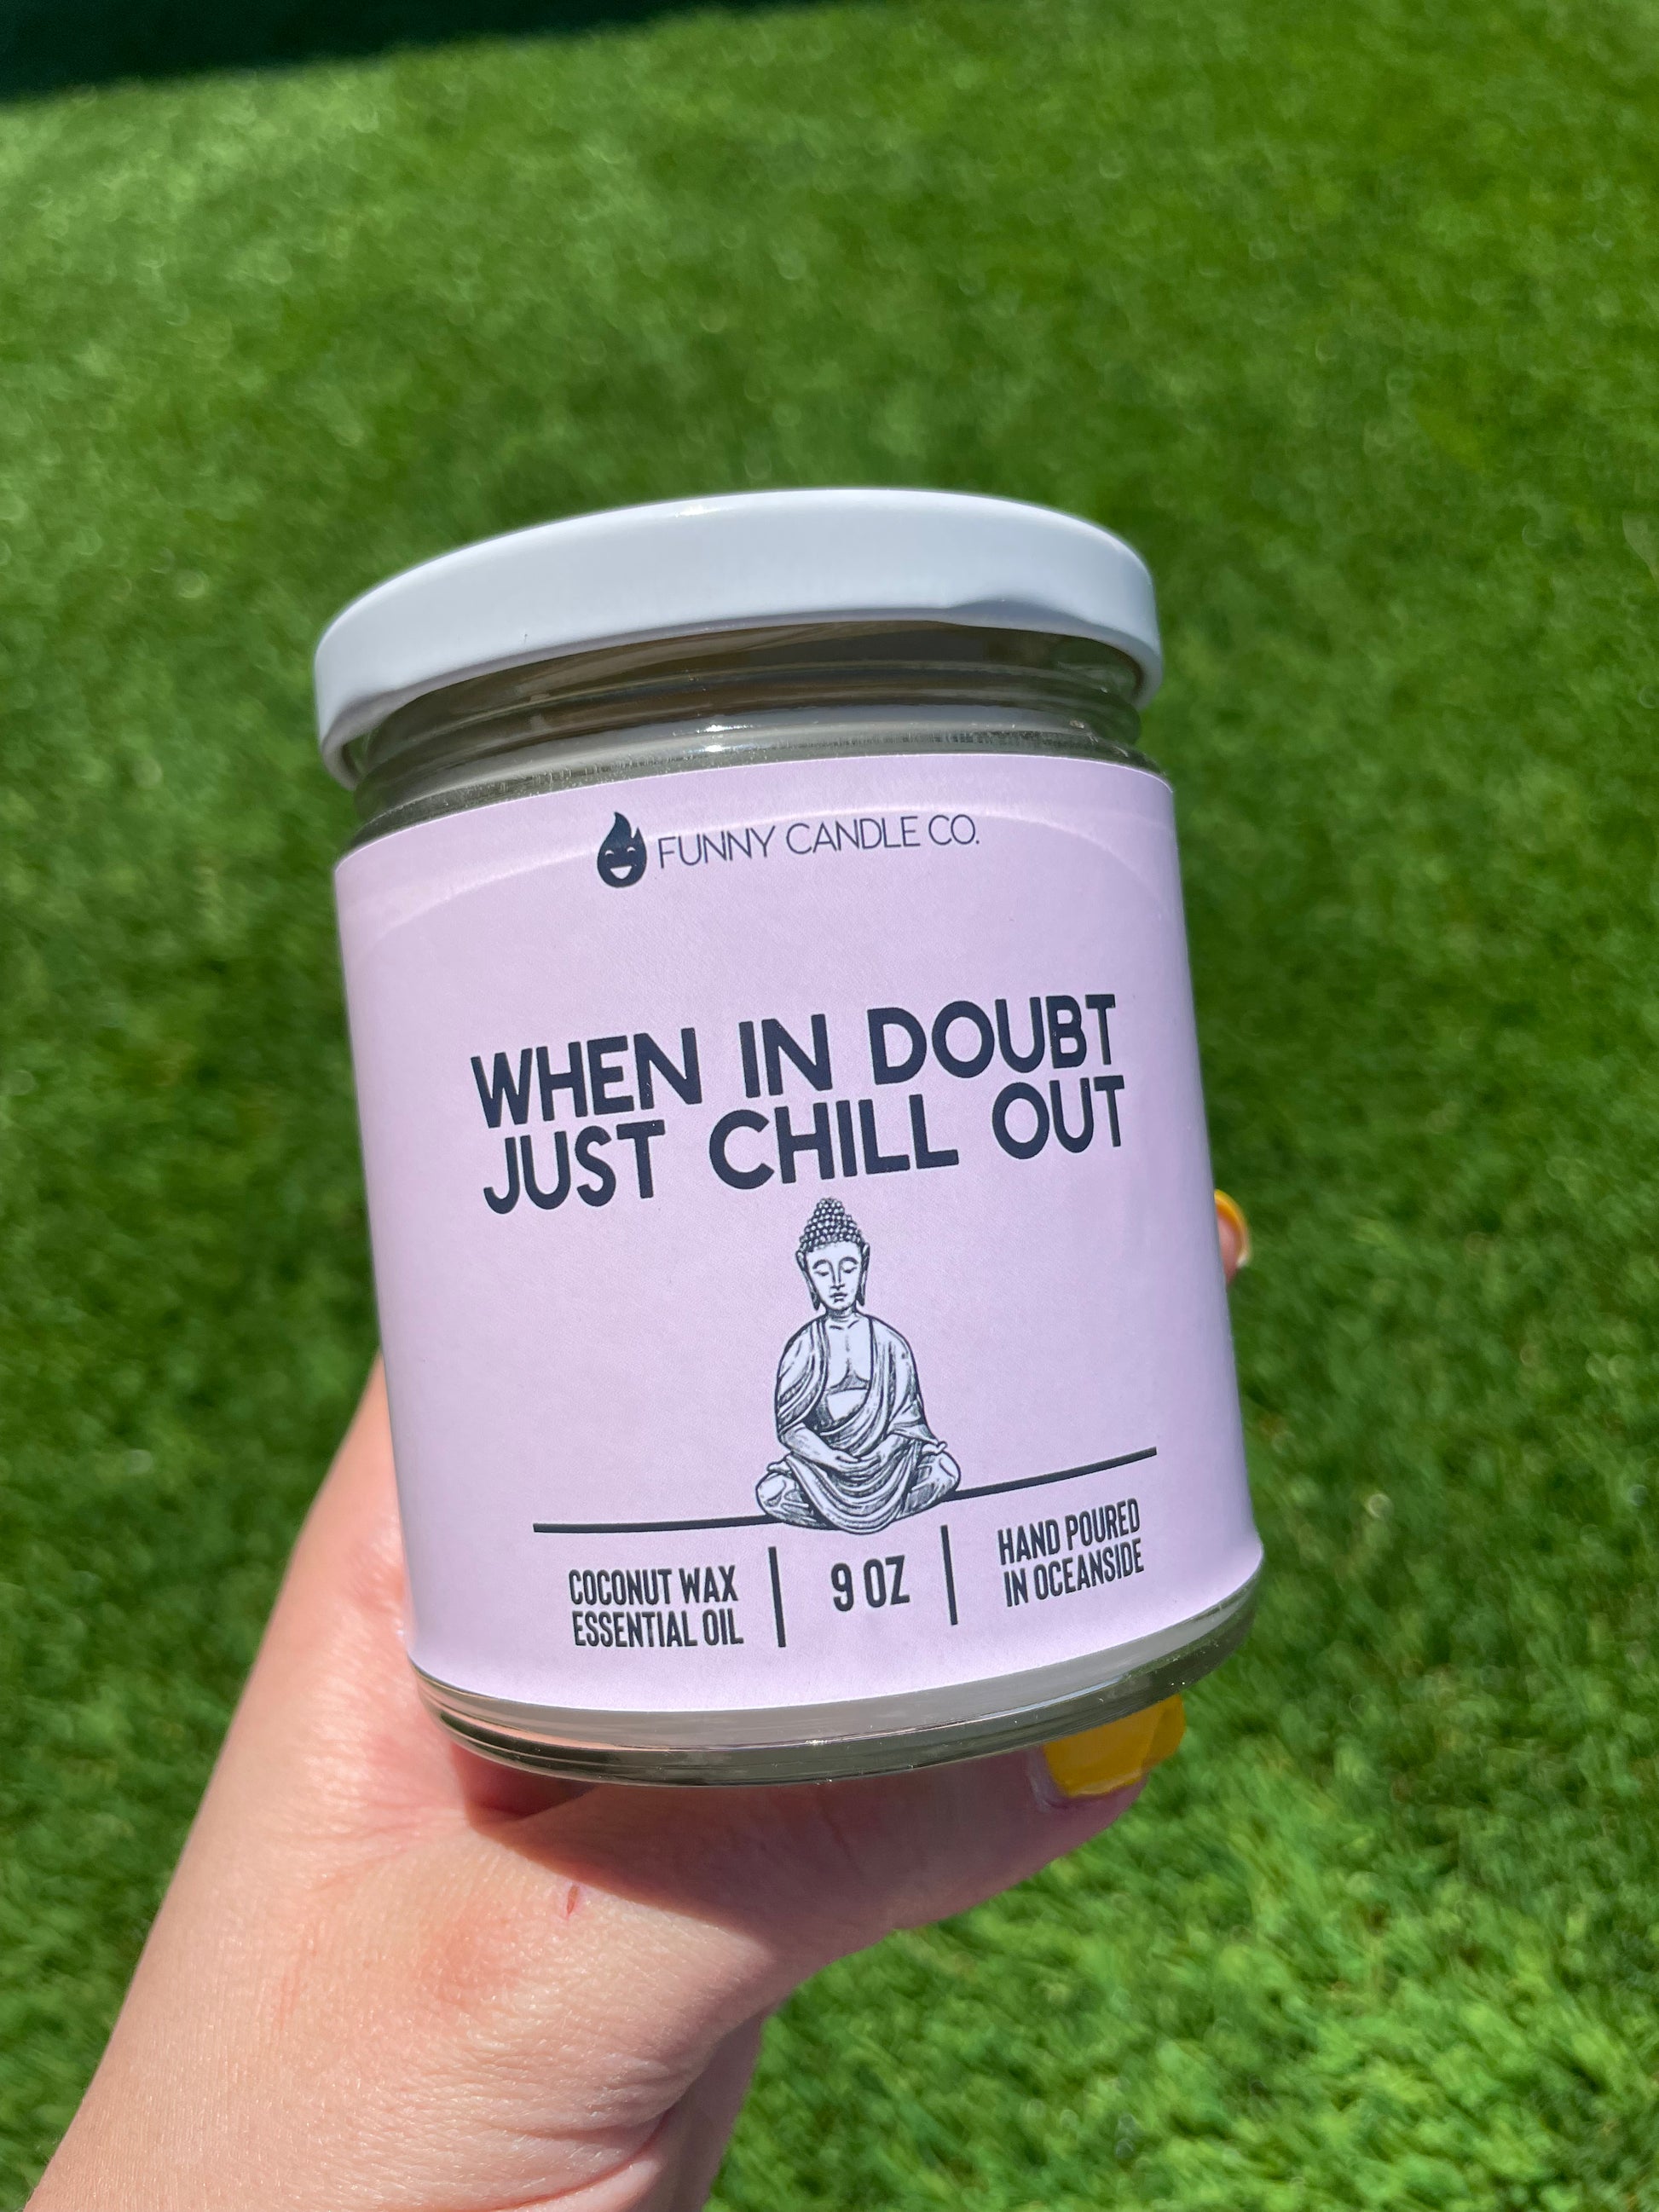 FUNNY CANDLE CO.
WHEN IN DOUBT
JUST CHILL OUT
COCONUT WAX
ESSENTIAL OIL
9 OZ
HAND POURED
IN OCEANSIDE